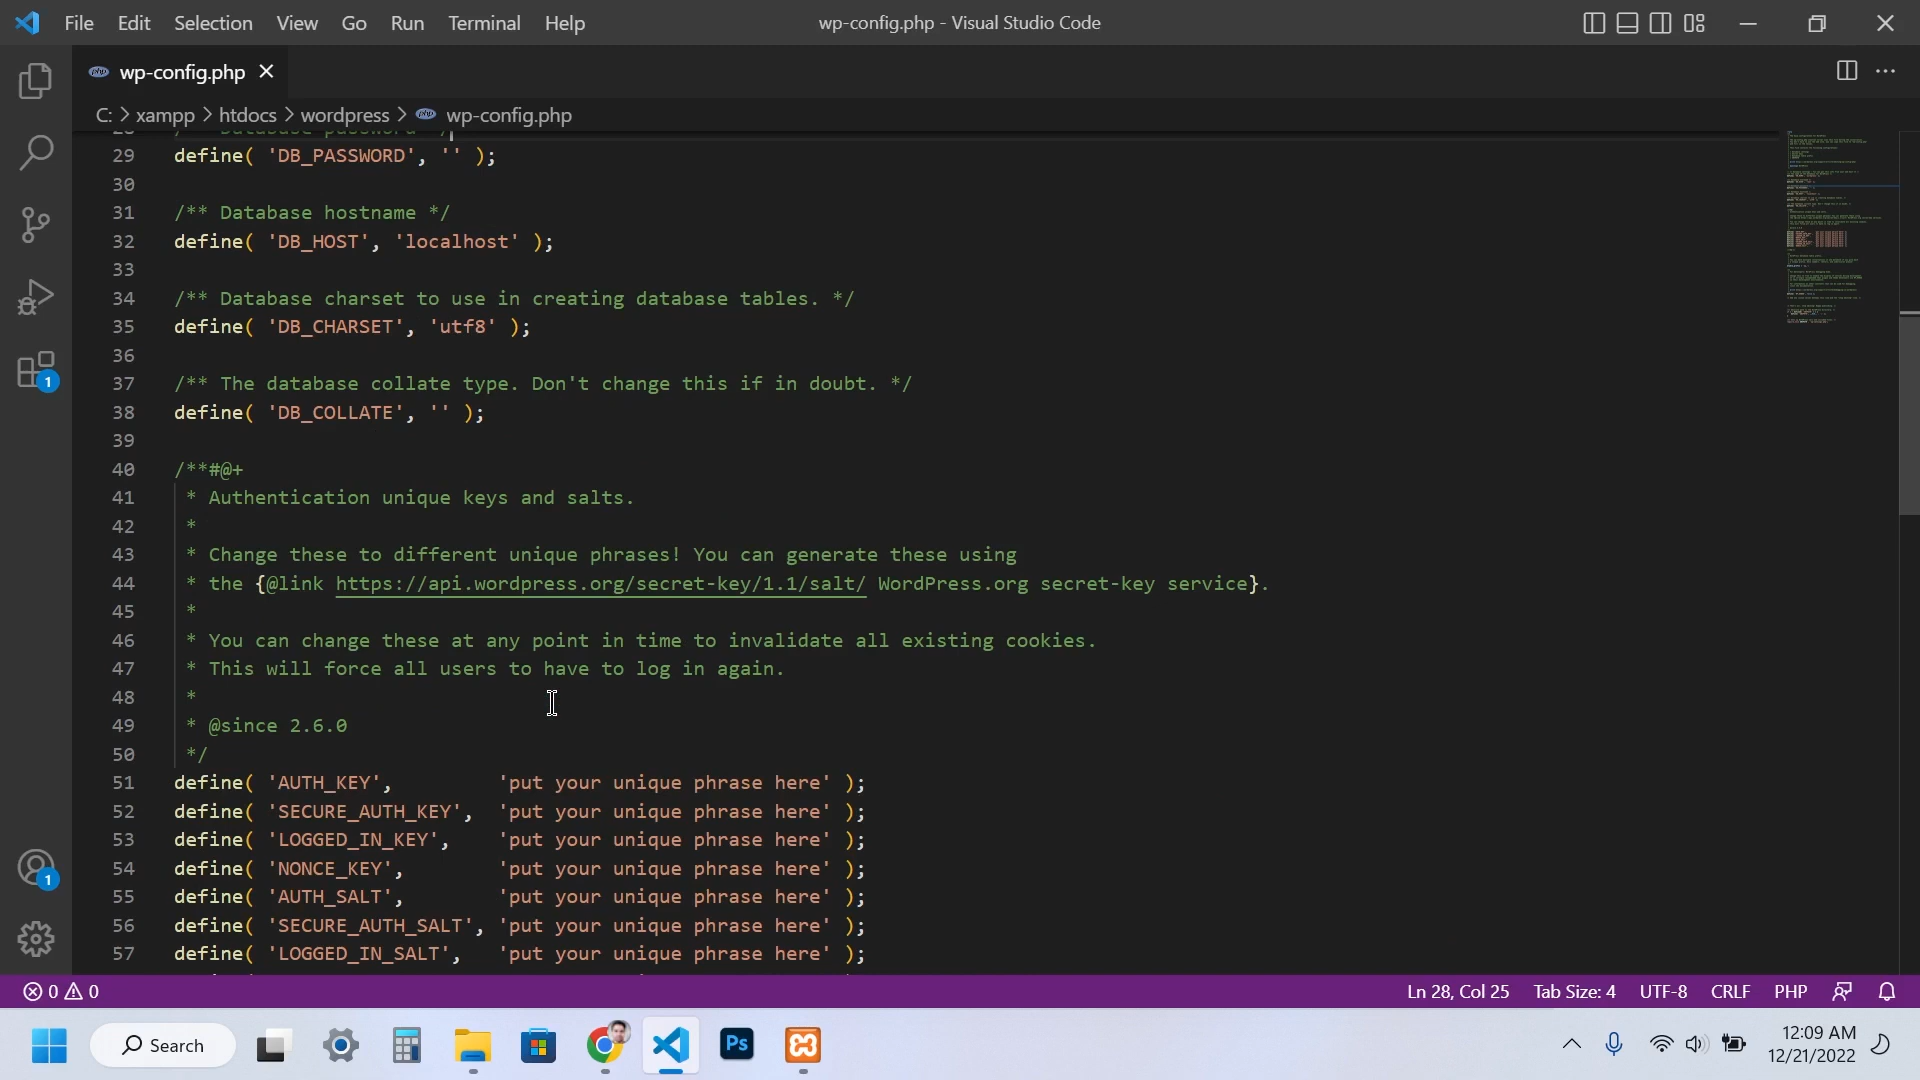 File Edit Selection View Go Run Terminal Help
wp-config.php - Visual Studio Code
wp-config.php
C: > xampp > htdocs > wordpress > wp-config.php
28 /** Database password */
29 define( 'DB_PASSWORD', '' );
30
31 /** Database hostname */
32 define( 'DB_HOST', 'localhost' );
33
34 /** Database charset to use in creating database tables. */
35 define( 'DB_CHARSET', 'utf8' );
36
37 /** The database collate type. Don't change this if in doubt. */
38 define( 'DB_COLLATE', '' );
39
40 /**#@+
41 * Authentication unique keys and salts.
42 *
43 * Change these to different unique phrases! You can generate these using
44 * the {@link https://api.wordpress.org/secret-key/1.1/salt/ WordPress.org secret-key service}.
45 *
46 * You can change these at any point in time to invalidate all existing cookies.
47 * This will force all users to have to log in again.
48 *
49 * @since 2.6.0
50 */
51 define( 'AUTH_KEY', 'put your unique phrase here' );
52 define( 'SECURE_AUTH_KEY', 'put your unique phrase here' );
53 define( 'LOGGED_IN_KEY', 'put your unique phrase here' );
54 define( 'NONCE_KEY', 'put your unique phrase here' );
55 define( 'AUTH_SALT', 'put your unique phrase here' );
56 define( 'SECURE_AUTH_SALT', 'put your unique phrase here' );
57 define( 'LOGGED_IN_SALT', 'put your unique phrase here' );
1
1
0 0
Ln 28, Col 25 Tab Size: 4 UTF-8 CRLF PHP
Search
Ps
12:09 AM
12/21/2022